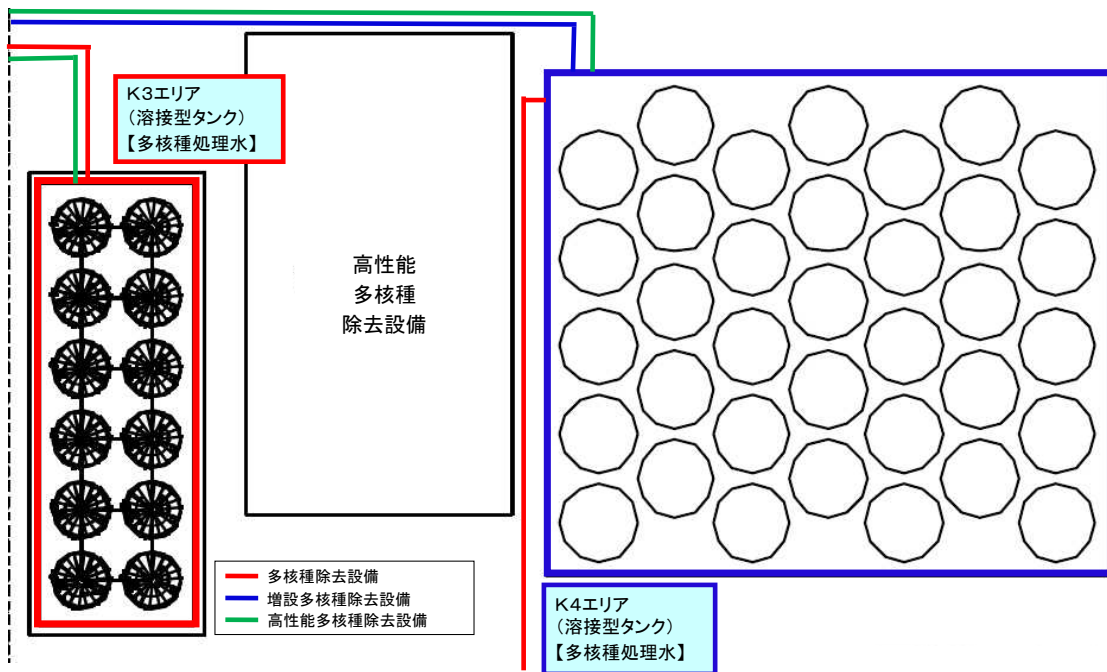 K3エリア
(溶接型タンク)
【多核種処理水】
高性能
多核種
除去設備
多核種除去設備
増設多核種除去設備
高性能多核種除去設備
K4エリア
(溶接型タンク)
【多核種処理水】